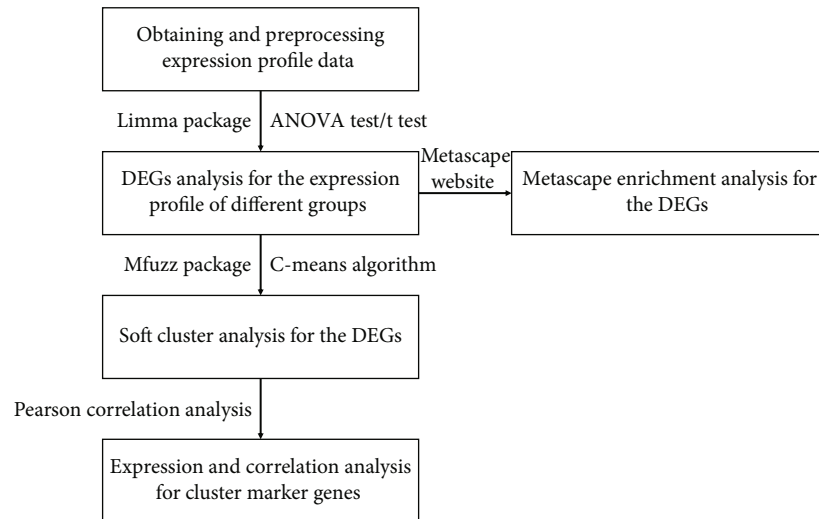 Obtaining and preprocessing
expression profile data
Limma package
ANOVA test/t test
DEGs analysis for the expression
profile of different groups
Metascape
website
Metascape enrichment analysis for
the DEGs
Mfuzz package
C-means algorithm
Soft cluster analysis for the DEGs
Pearson correlation analysis
Expression and correlation analysis
for cluster marker genes